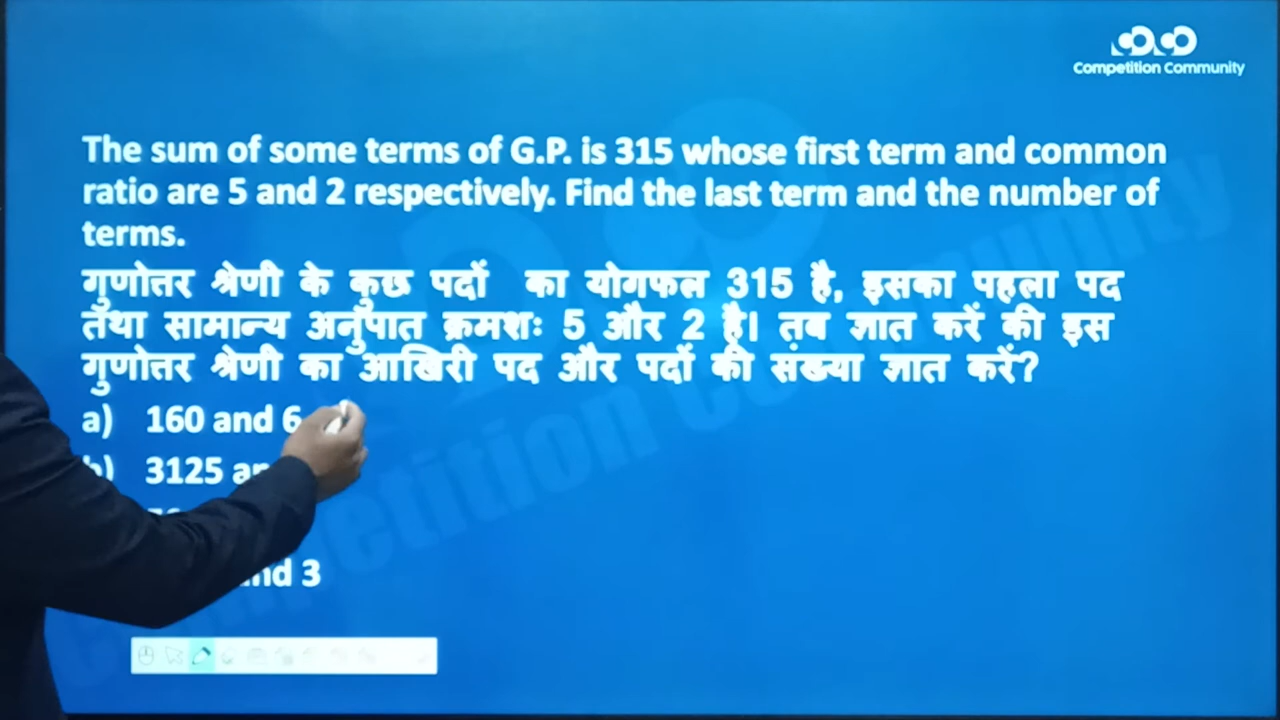 Competition Community
The sum of some terms of G.P. is 315 whose first term and common
ratio are 5 and 2 respectively. Find the last term and the number of
terms.
गुणोत्तर श्रेणी के कुछ पदों का योगफल 315 है, इसका पहला पद
तथा सामान्य अनुपात क्रमशः 5 और 2 है। तब ज्ञात करें की इस
गुणोत्तर श्रेणी का आखिरी पद और पदों की संख्या ज्ञात करें?
a) 160 and 6
3125
and 3